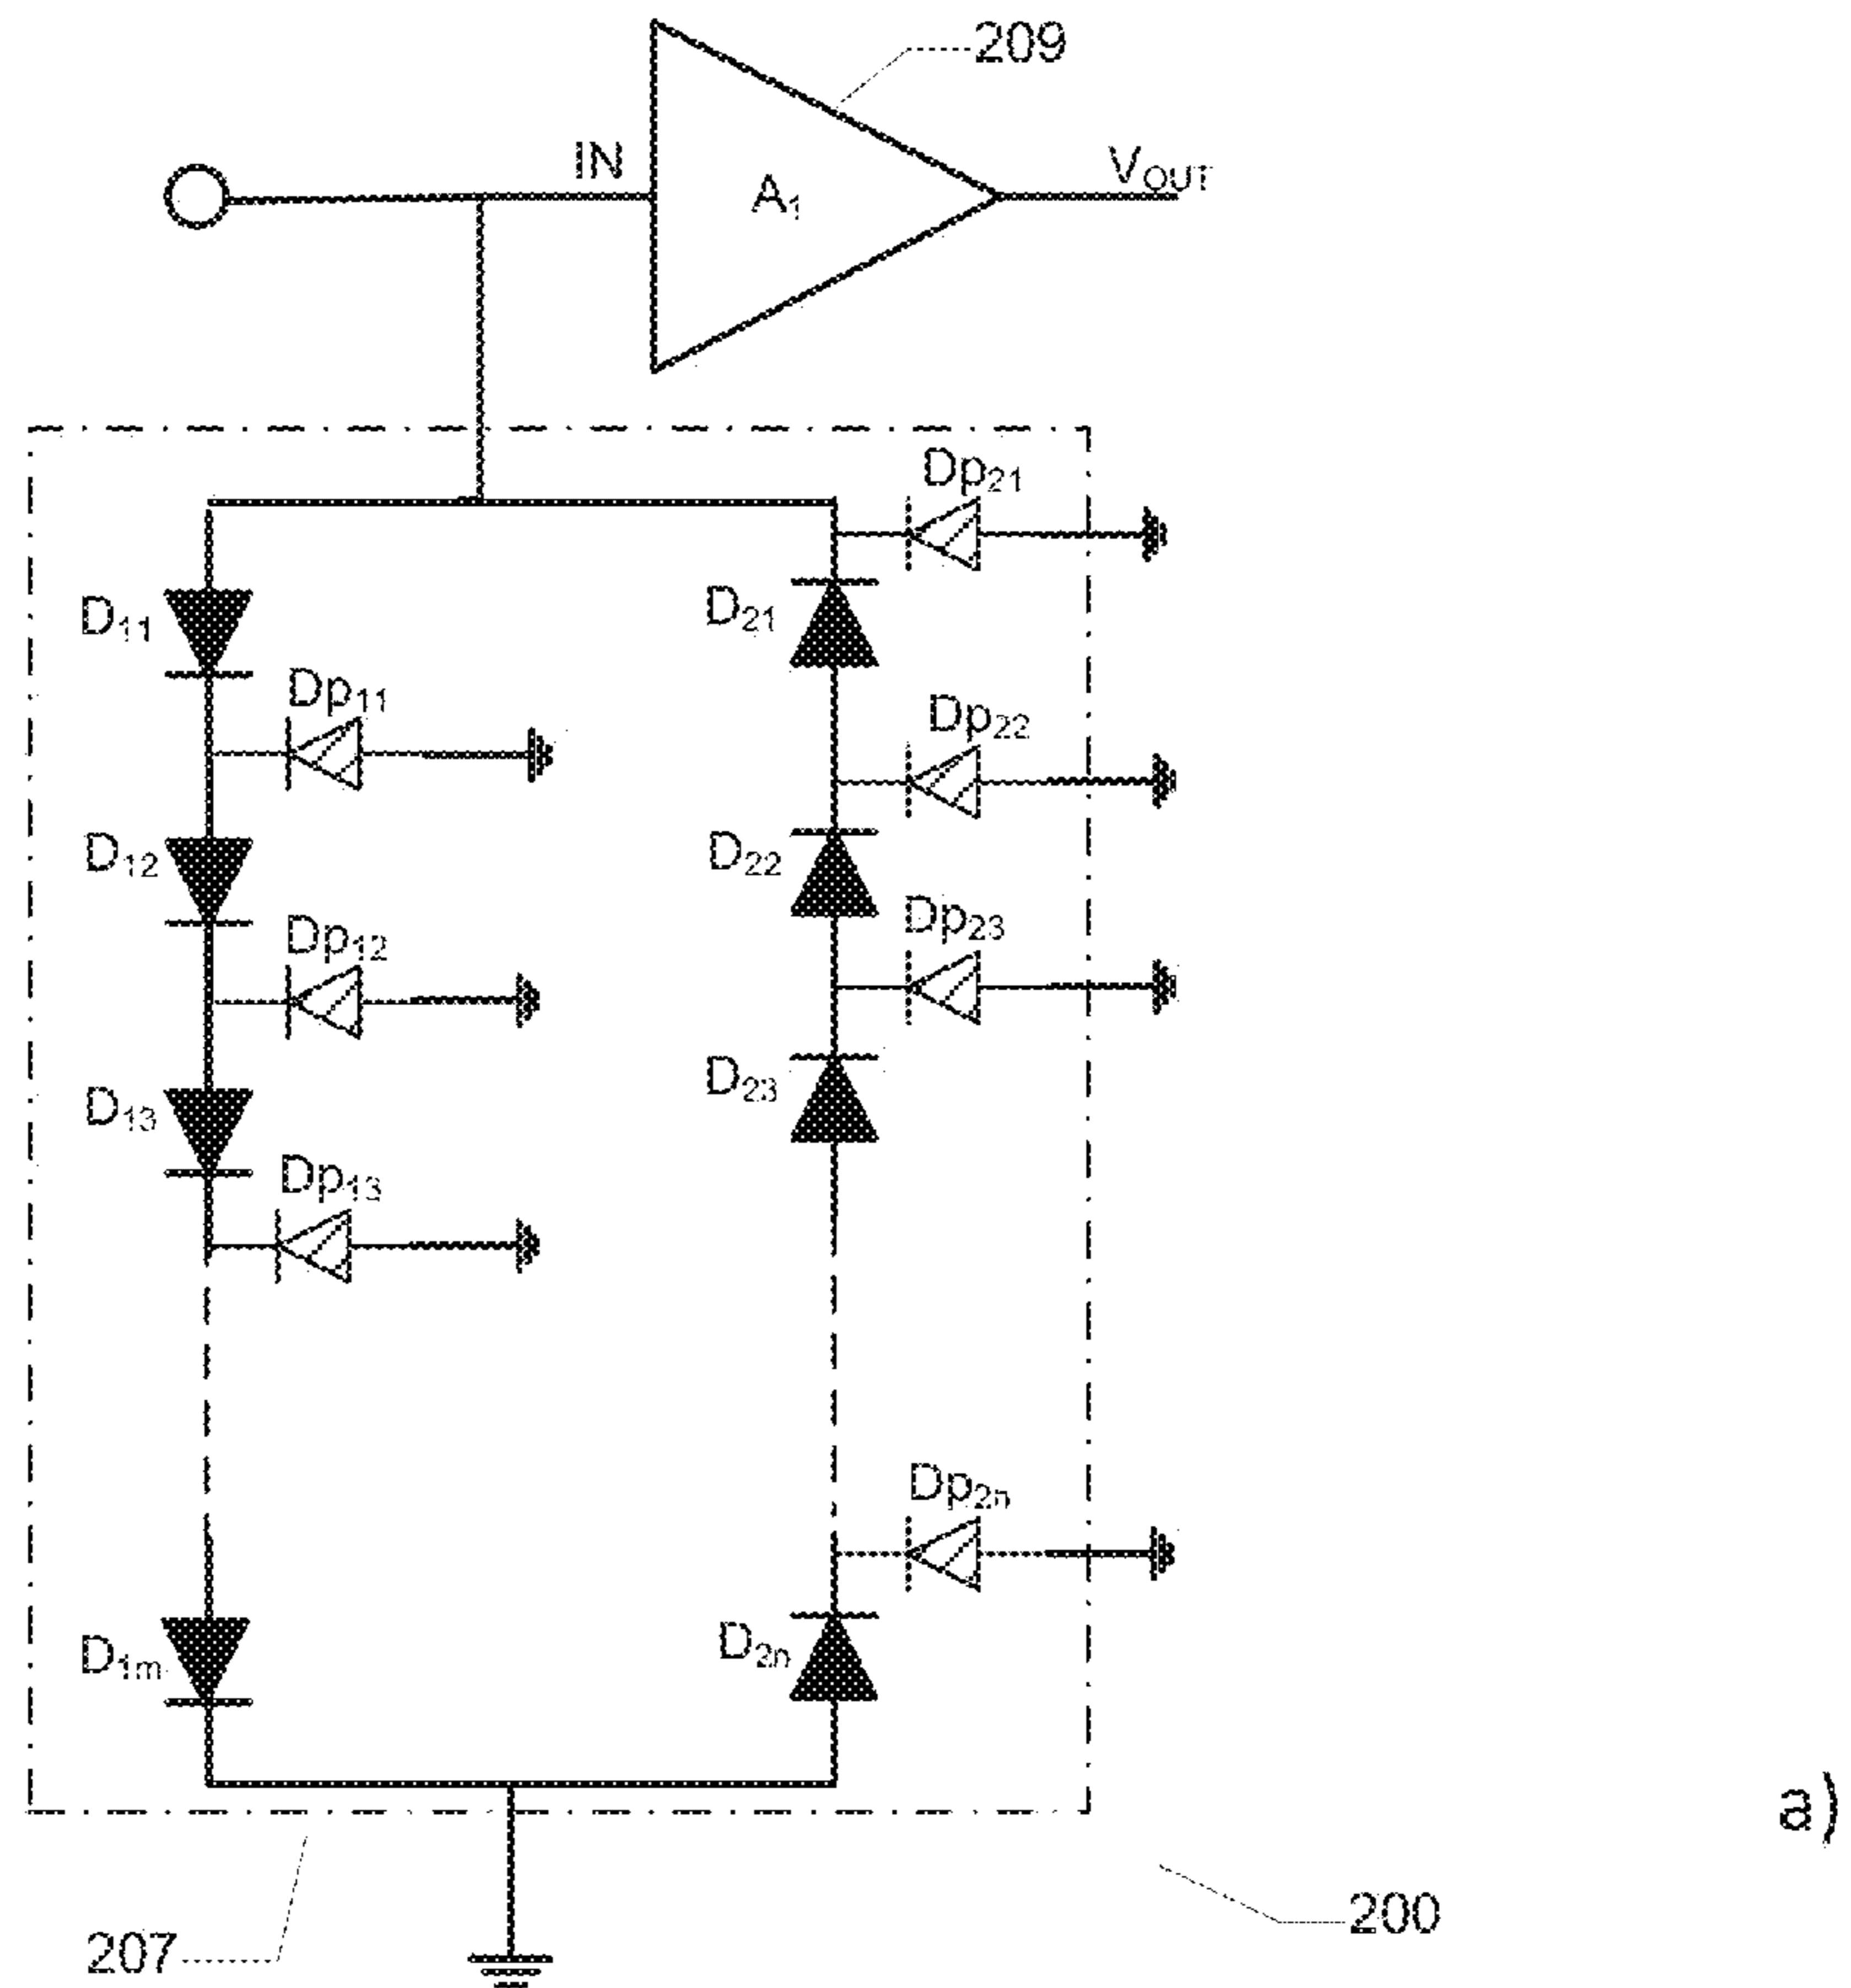 209
IN
A₁
V_OUT
Dp₂₁
D₁₁
D₂₁
Dp₁₁
Dp₂₂
D₁₂
D₂₂
Dp₁₂
Dp₂₃
D₁₃
D₂₃
Dp₁₃
Dp₂ₙ
D₁ₘ
D₂ₙ
a)
200
207